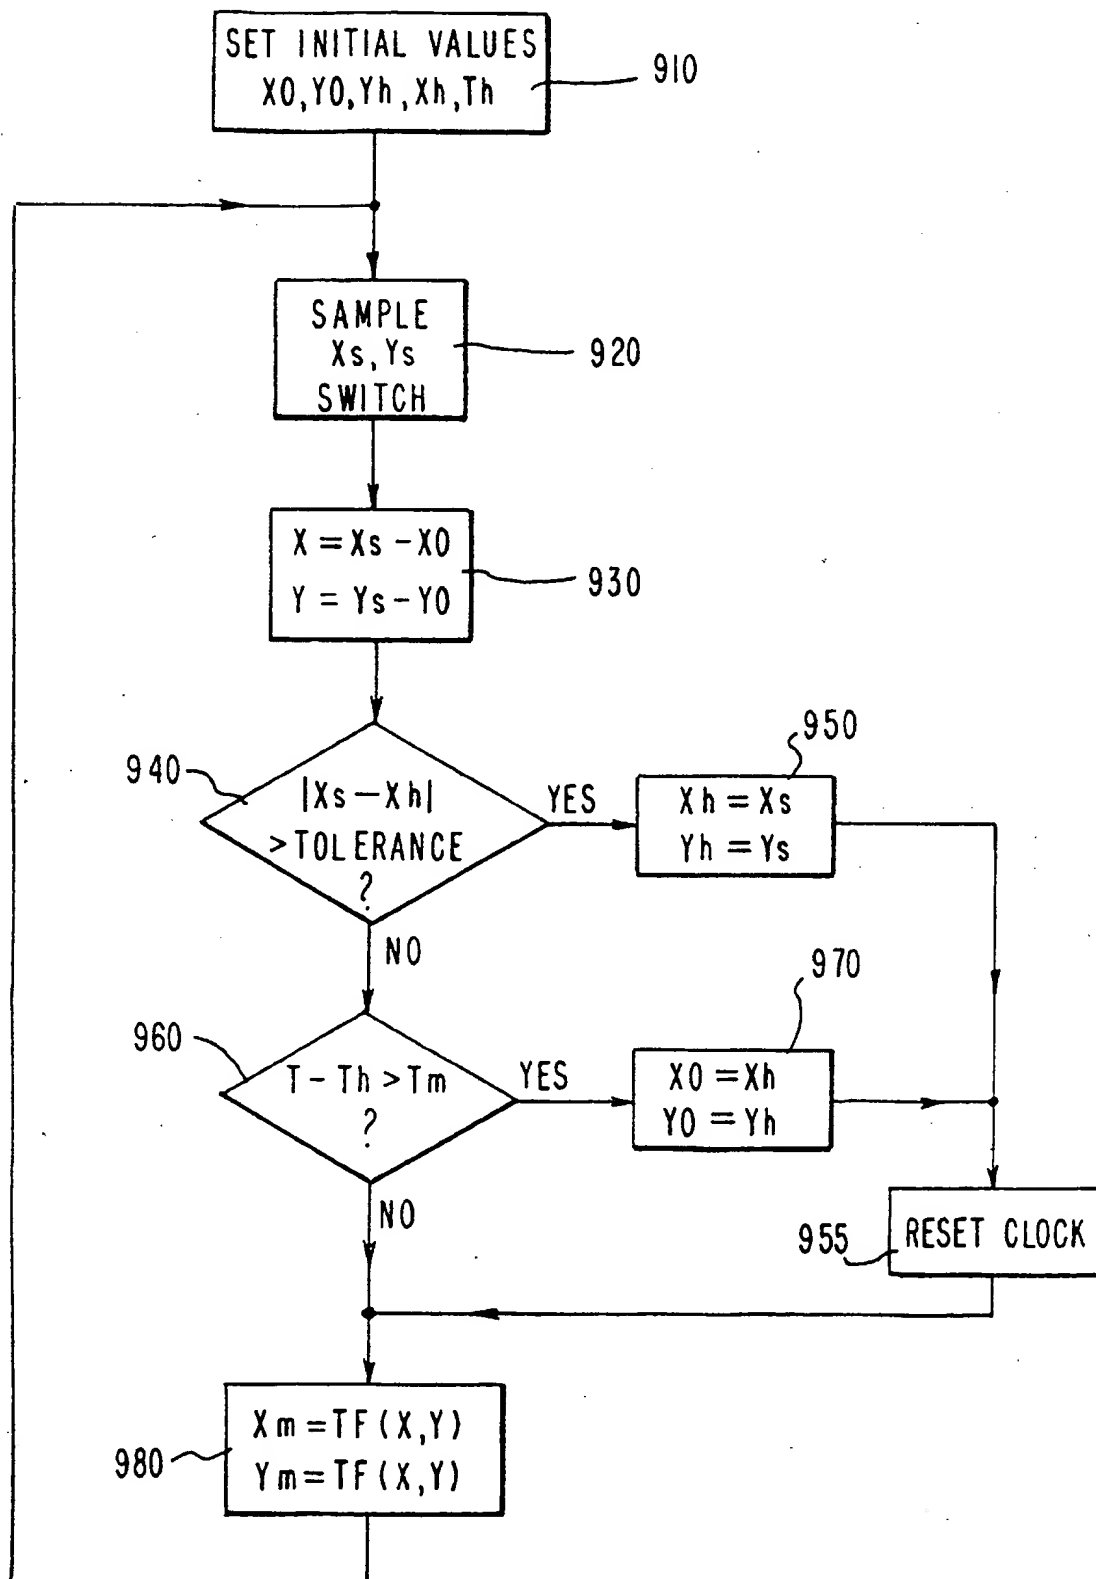 SET INITIAL VALUES
X0, Y0, Yh, Xh, Th
910
SAMPLE
Xs, Ys
SWITCH
920
X = Xs - X0
Y = Ys - Y0
930
940
|Xs - Xh|
> TOLERANCE
?
YES
950
Xh = Xs
Yh = Ys
NO
960
T - Th > Tm
?
YES
970
X0 = Xh
Y0 = Yh
NO
955
RESET CLOCK
980
Xm = TF (X, Y)
Ym = TF (X, Y)